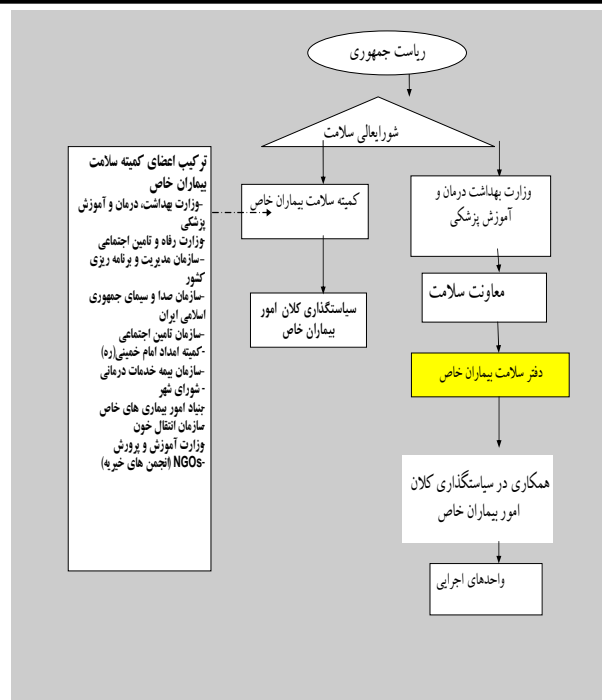 ریاست جمهوری
شورایعالی سلامت
ترکیب اعضای کمیته سلامت
بیماران خاص
-وزارت بهداشت، درمان و آموزش
پزشکی
-وزارت رفاه و تامین اجتماعی
-سازمان مدیریت و برنامه ریزی
کشور
-سازمان صدا و سیمای جمهوری
اسلامی ایران
-سازمان تامین اجتماعی
-کمیته امداد امام خمینی(ره)
-سازمان بیمه خدمات درمانی
- شورای شهر
-بنیاد امور بیماری های خاص
-سازمان انتقال خون
-وزارت آموزش و پرورش
-NGOs (انجمن های خیریه)
کمیته سلامت بیماران خاص
سیاستگذاری کلان امور
بیماران خاص
وزارت بهداشت درمان و
آموزش پزشکی
معاونت سلامت
دفتر سلامت بیماران خاص
همکاری در سیاستگذاری کلان
امور بیماران خاص
واحدهای اجرایی